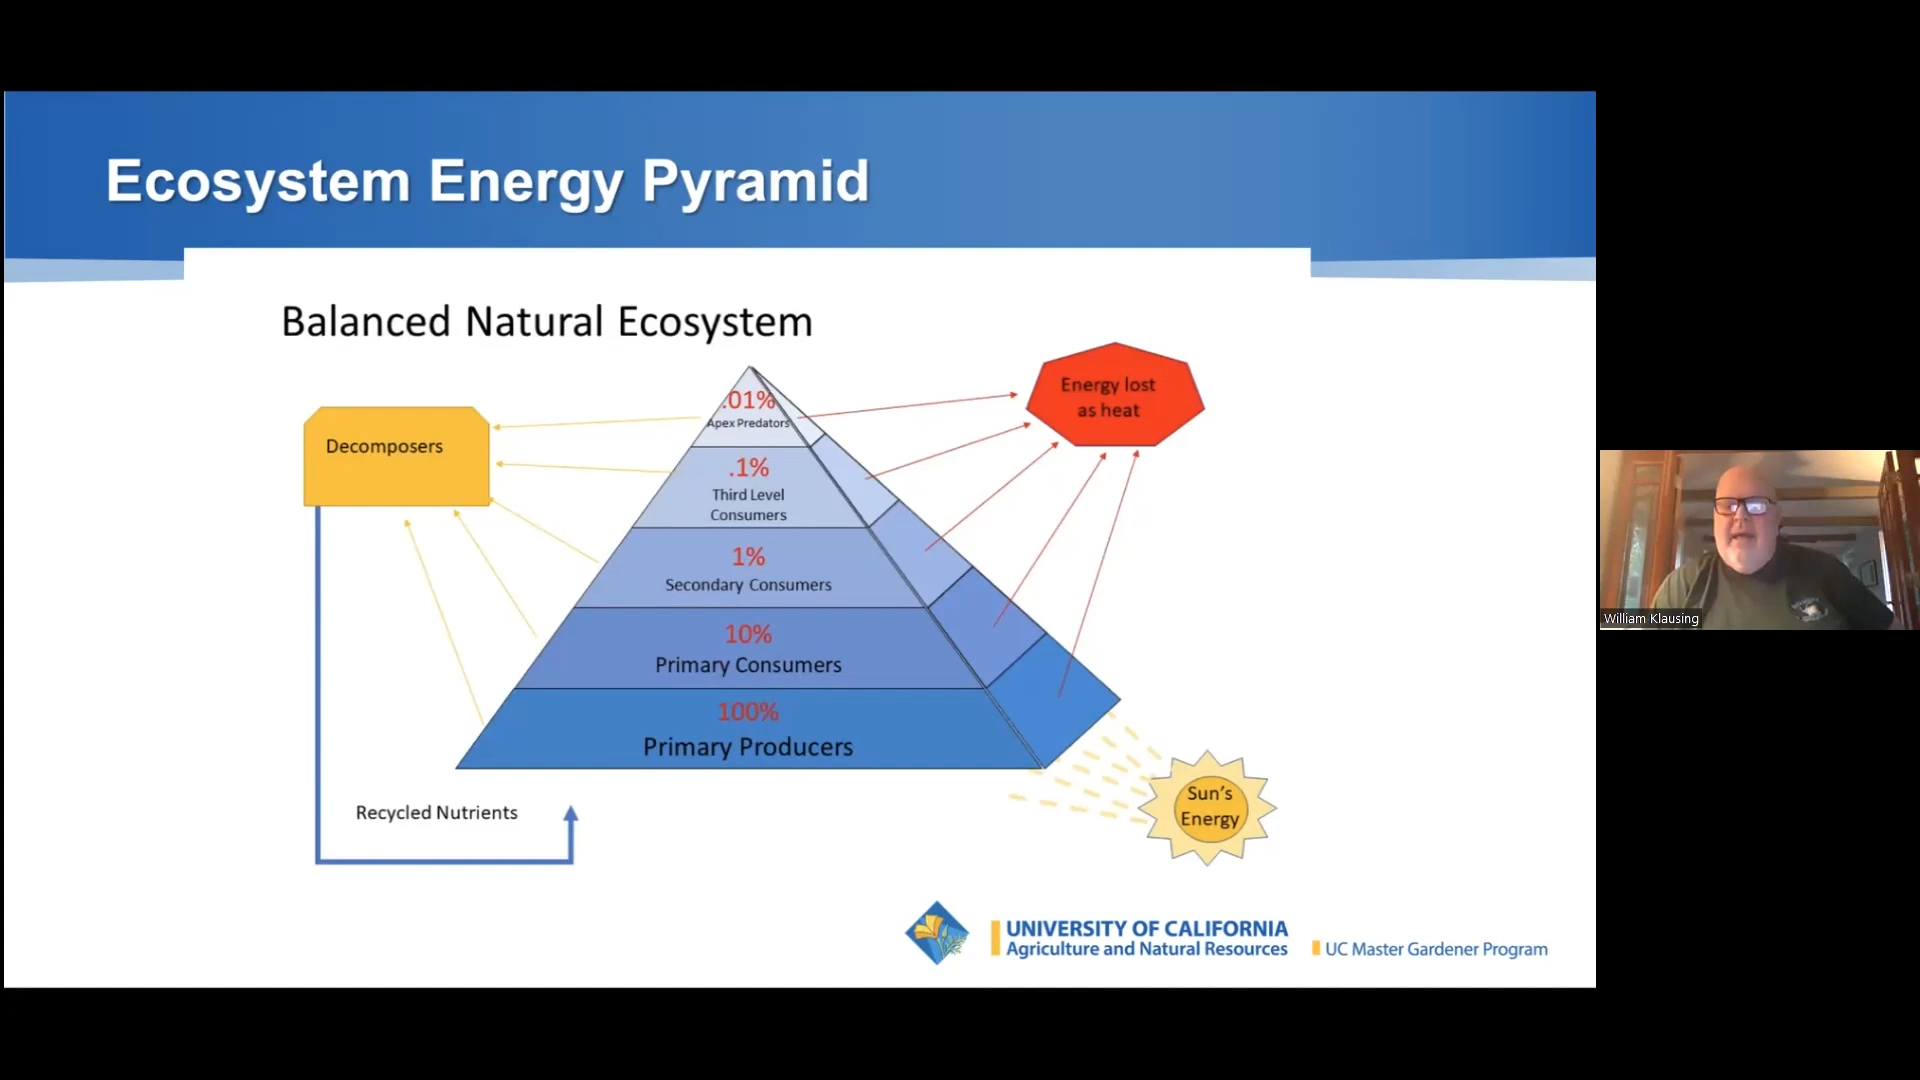 Ecosystem Energy Pyramid
Balanced Natural Ecosystem
Decomposers
.01%
Apex Predators
.1%
Third Level
Consumers
1%
Secondary Consumers
10%
Primary Consumers
100%
Primary Producers
Energy lost
as heat
Sun's
Energy
Recycled Nutrients
UNIVERSITY OF CALIFORNIA
Agriculture and Natural Resources
UC Master Gardener Program
William Klausing